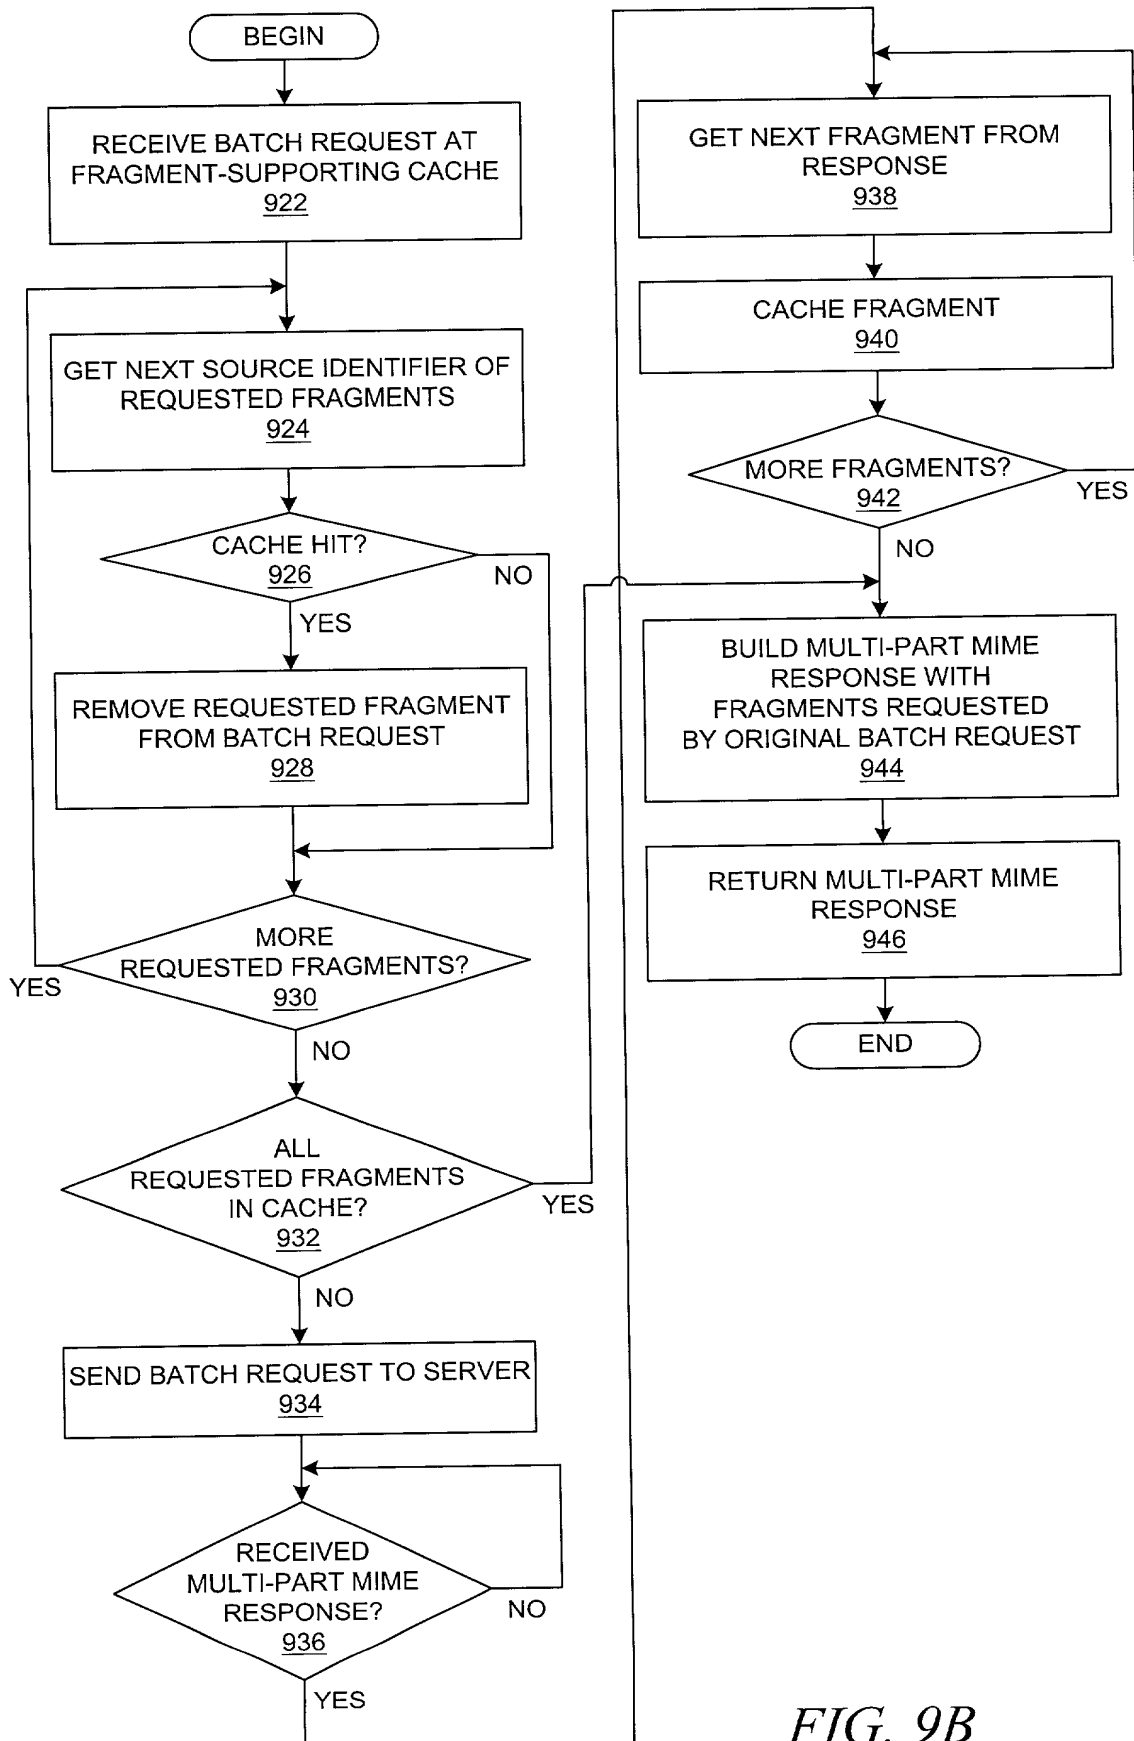 BEGIN
RECEIVE BATCH REQUEST AT
FRAGMENT-SUPPORTING CACHE
922
GET NEXT SOURCE IDENTIFIER OF
REQUESTED FRAGMENTS
924
CACHE HIT?
926
NO
YES
REMOVE REQUESTED FRAGMENT
FROM BATCH REQUEST
928
MORE
REQUESTED FRAGMENTS?
930
YES
NO
ALL
REQUESTED FRAGMENTS
IN CACHE?
932
YES
NO
SEND BATCH REQUEST TO SERVER
934
RECEIVED
MULTI-PART MIME
RESPONSE?
936
NO
YES
GET NEXT FRAGMENT FROM
RESPONSE
938
CACHE FRAGMENT
940
MORE FRAGMENTS?
942
YES
NO
BUILD MULTI-PART MIME
RESPONSE WITH
FRAGMENTS REQUESTED
BY ORIGINAL BATCH REQUEST
944
RETURN MULTI-PART MIME
RESPONSE
946
END
FIG. 9B